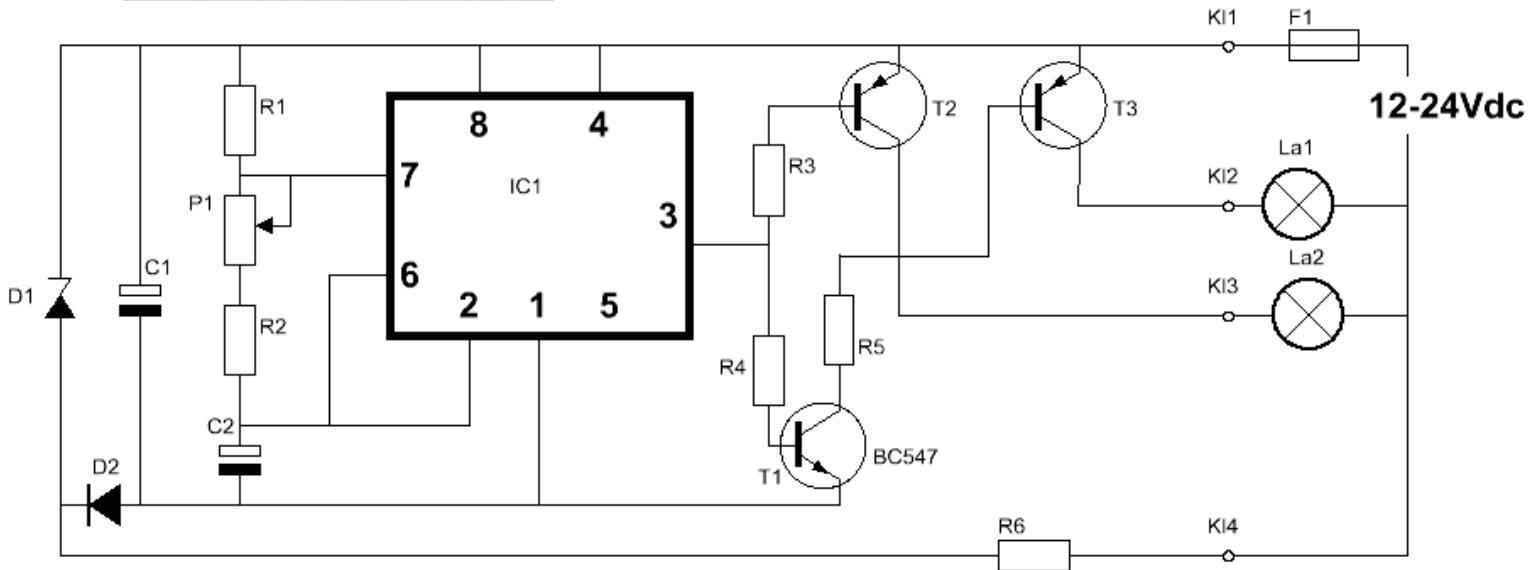 Kl1
F1
R1
8
4
T2
T3
12-24Vdc
La1
7
IC1
R3
P1
3
Kl2
La2
C1
6
D1
2
1
5
Kl3
R2
R4
R5
C2
D2
T1
BC547
R6
Kl4